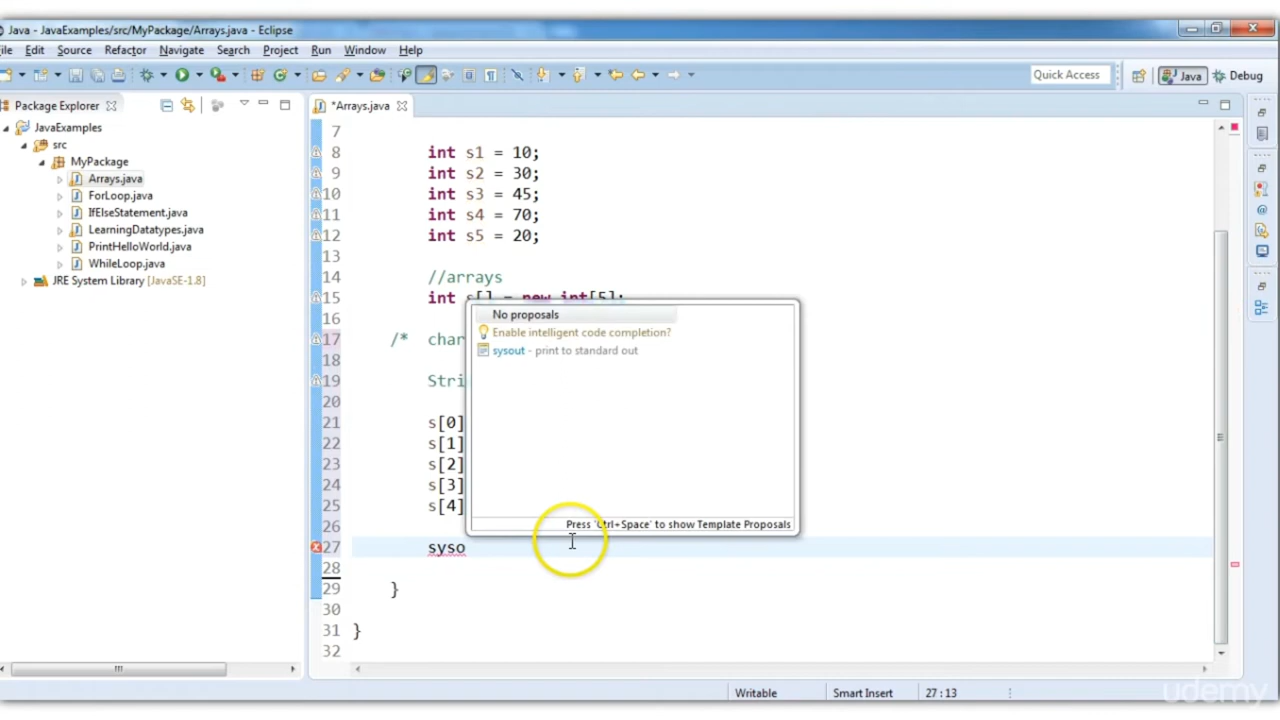 Java - JavaExamples/src/MyPackage/Arrays.java - Eclipse
ile Edit Source Refactor Navigate Search Project Run Window Help
Quick Access Java Debug
Package Explorer *Arrays.java
JavaExamples
src
MyPackage
Arrays.java
ForLoop.java
IfElseStatement.java
LearningDatatypes.java
PrintHelloWorld.java
WhileLoop.java
JRE System Library [JavaSE-1.8]
7
8 int s1 = 10;
9 int s2 = 30;
10 int s3 = 45;
11 int s4 = 70;
12 int s5 = 20;
13
14 //arrays
15 int s[] = new int[5];
16
17 /* char
18
19 Stri
20
21 s[0]
22 s[1]
23 s[2]
24 s[3]
25 s[4]
26
27 syso
28
29 }
30
31 }
32
No proposals
Enable intelligent code completion?
sysout - print to standard out
Press 'Ctrl+Space' to show Template Proposals
Writable Smart Insert 27 : 13
udemy